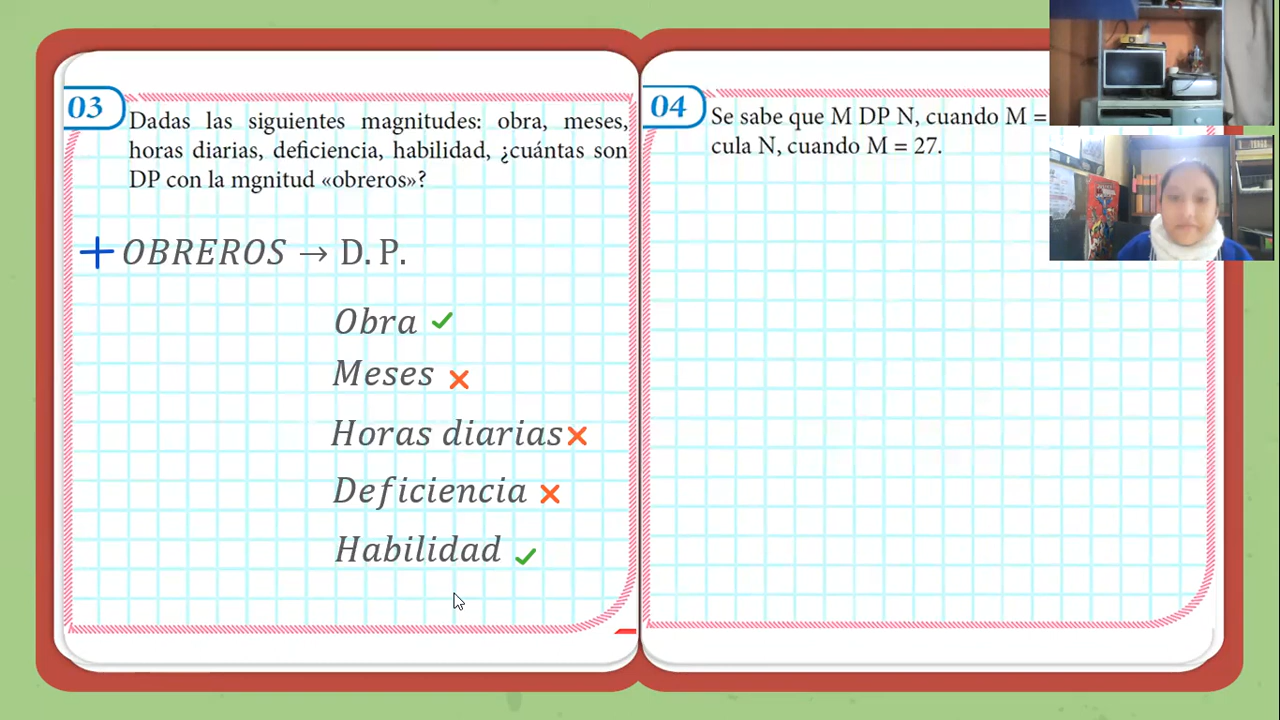 03
Dadas las siguientes magnitudes: obra, meses,
horas diarias, deficiencia, habilidad, ¿cuántas son
DP con la mgnitud «obreros»?
+ OBREROS → D. P.
Obra ✓
Meses ×
Horas diarias ×
Deficiencia ×
Habilidad ✓
04
Se sabe que M DP N, cuando M =
cula N, cuando M = 27.